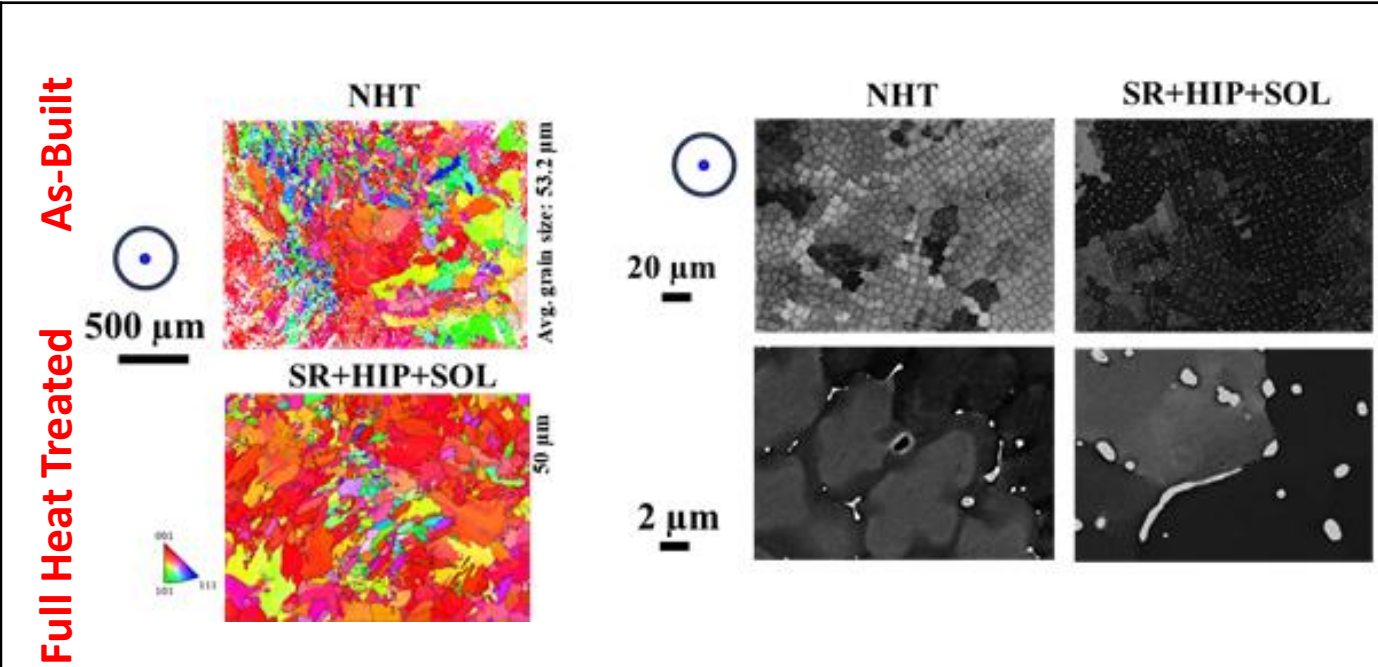 As-Built
Full Heat Treated
NHT
Avg. grain size: 53.2 μm
500 μm
SR+HIP+SOL
50 μm
001
101
111
NHT
SR+HIP+SOL
20 μm
2 μm